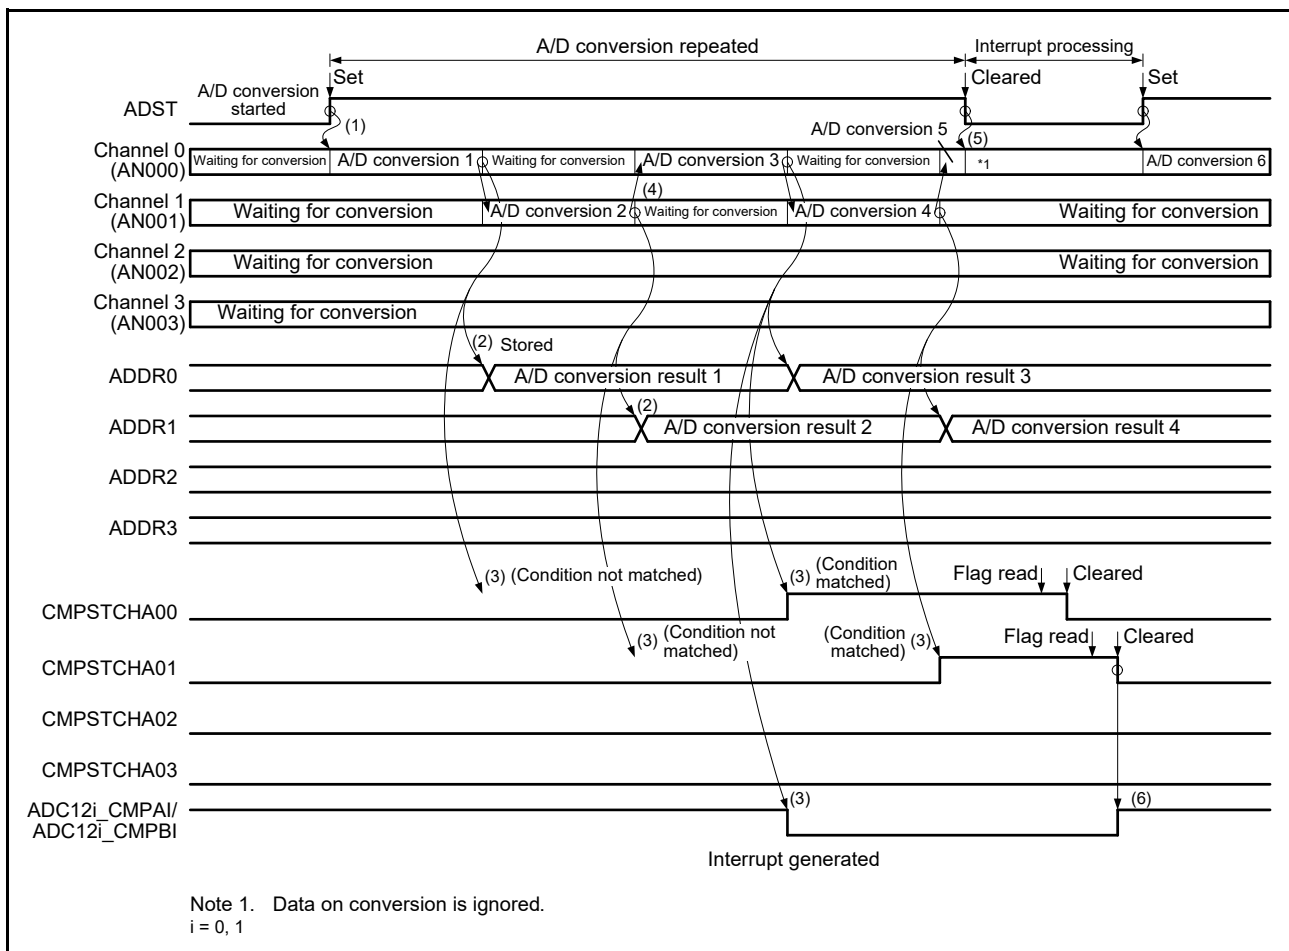 A/D conversion repeated
Interrupt processing
Set
Cleared
Set
A/D conversion
started
ADST
(1)
A/D conversion 5
(5)
Channel 0
(AN000)
Waiting for conversion
A/D conversion 1
Waiting for conversion
A/D conversion 3
Waiting for conversion
*1
A/D conversion 6
(4)
Channel 1
(AN001)
Waiting for conversion
A/D conversion 2
Waiting for conversion
A/D conversion 4
Waiting for conversion
Channel 2
(AN002)
Waiting for conversion
Waiting for conversion
Channel 3
(AN003)
Waiting for conversion
(2) Stored
ADDR0
A/D conversion result 1
A/D conversion result 3
(2)
ADDR1
A/D conversion result 2
A/D conversion result 4
ADDR2
ADDR3
(3) (Condition not matched)
(3) (Condition
matched)
Flag read
Cleared
CMPSTCHA00
(3) (Condition not
matched)
(Condition
matched) (3)
Flag read
Cleared
CMPSTCHA01
CMPSTCHA02
CMPSTCHA03
ADC12i_CMPAI/
ADC12i_CMPBI
(3)
(6)
Interrupt generated
Note 1. Data on conversion is ignored.
i = 0, 1